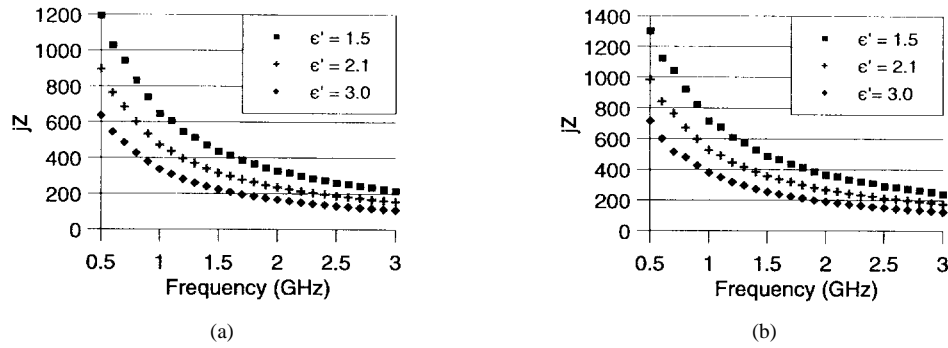 1200
1000
800
600
400
200
0
jZ
0.5 1 1.5 2 2.5 3
Frequency (GHz)
ϵ' = 1.5
ϵ' = 2.1
ϵ' = 3.0
(a)
1400
1200
1000
800
600
400
200
0
jZ
0.5 1 1.5 2 2.5 3
Frequency (GHz)
ϵ' = 1.5
ϵ' = 2.1
ϵ' = 3.0
(b)